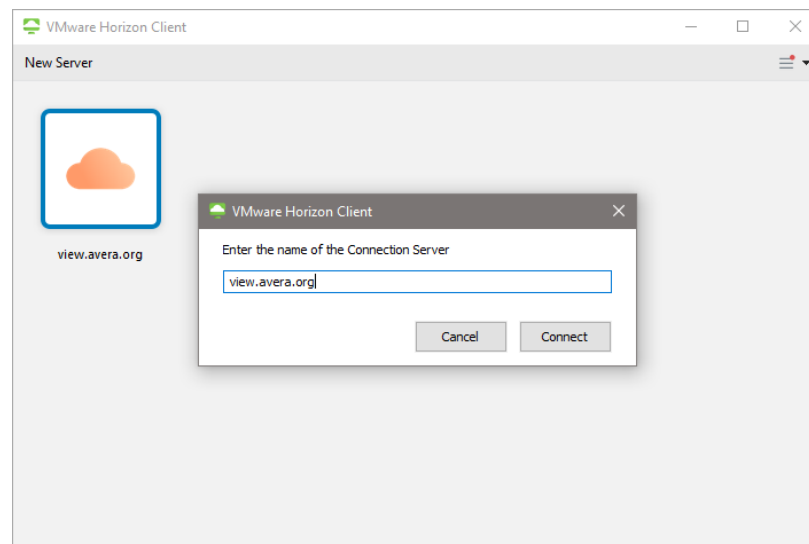 VMware Horizon Client
New Server
view.avera.org
VMware Horizon Client
Enter the name of the Connection Server
view.avera.org
Cancel Connect